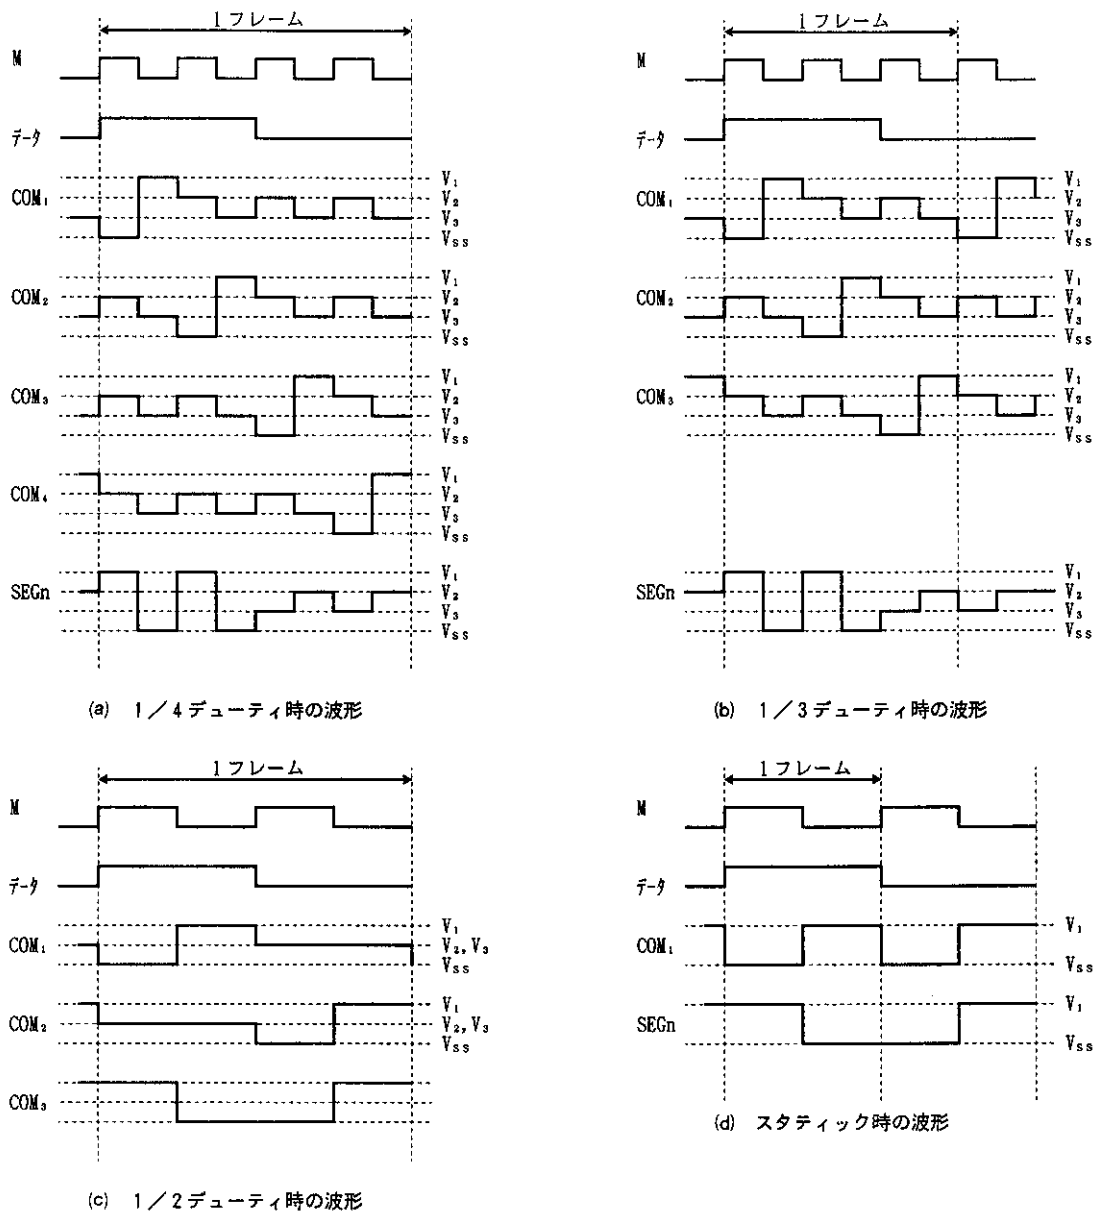 1フレーム
M
データ
COM₁
V₁
V₂
V₃
Vss
COM₂
V₁
V₂
V₃
Vss
COM₃
V₁
V₂
V₃
Vss
COM₄
V₁
V₂
V₃
Vss
SEGn
V₁
V₂
V₃
Vss
(a) 1/4デューティ時の波形
1フレーム
M
データ
COM₁
V₁
V₂
V₃
Vss
COM₂
V₁
V₂
V₃
Vss
COM₃
V₁
V₂
V₃
Vss
SEGn
V₁
V₂
V₃
Vss
(b) 1/3デューティ時の波形
1フレーム
M
データ
COM₁
V₁
V₂, V₃
Vss
COM₂
V₁
V₂, V₃
Vss
COM₃
(c) 1/2デューティ時の波形
1フレーム
M
データ
COM₁
V₁
Vss
SEGn
V₁
Vss
(d) スタティック時の波形